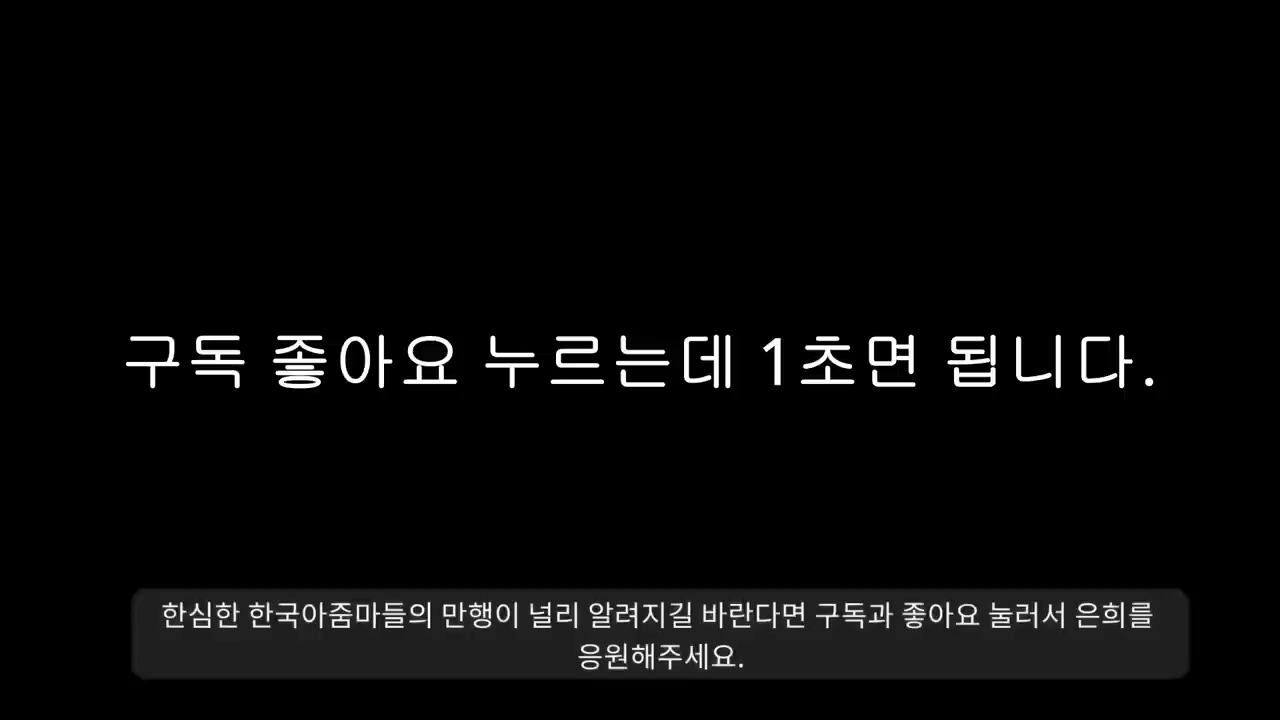 구독 좋아요 누르는데 1초면 됩니다.
한심한 한국아줌마들의 만행이 널리 알려지길 바란다면 구독과 좋아요 눌러서 은희를
응원해주세요.